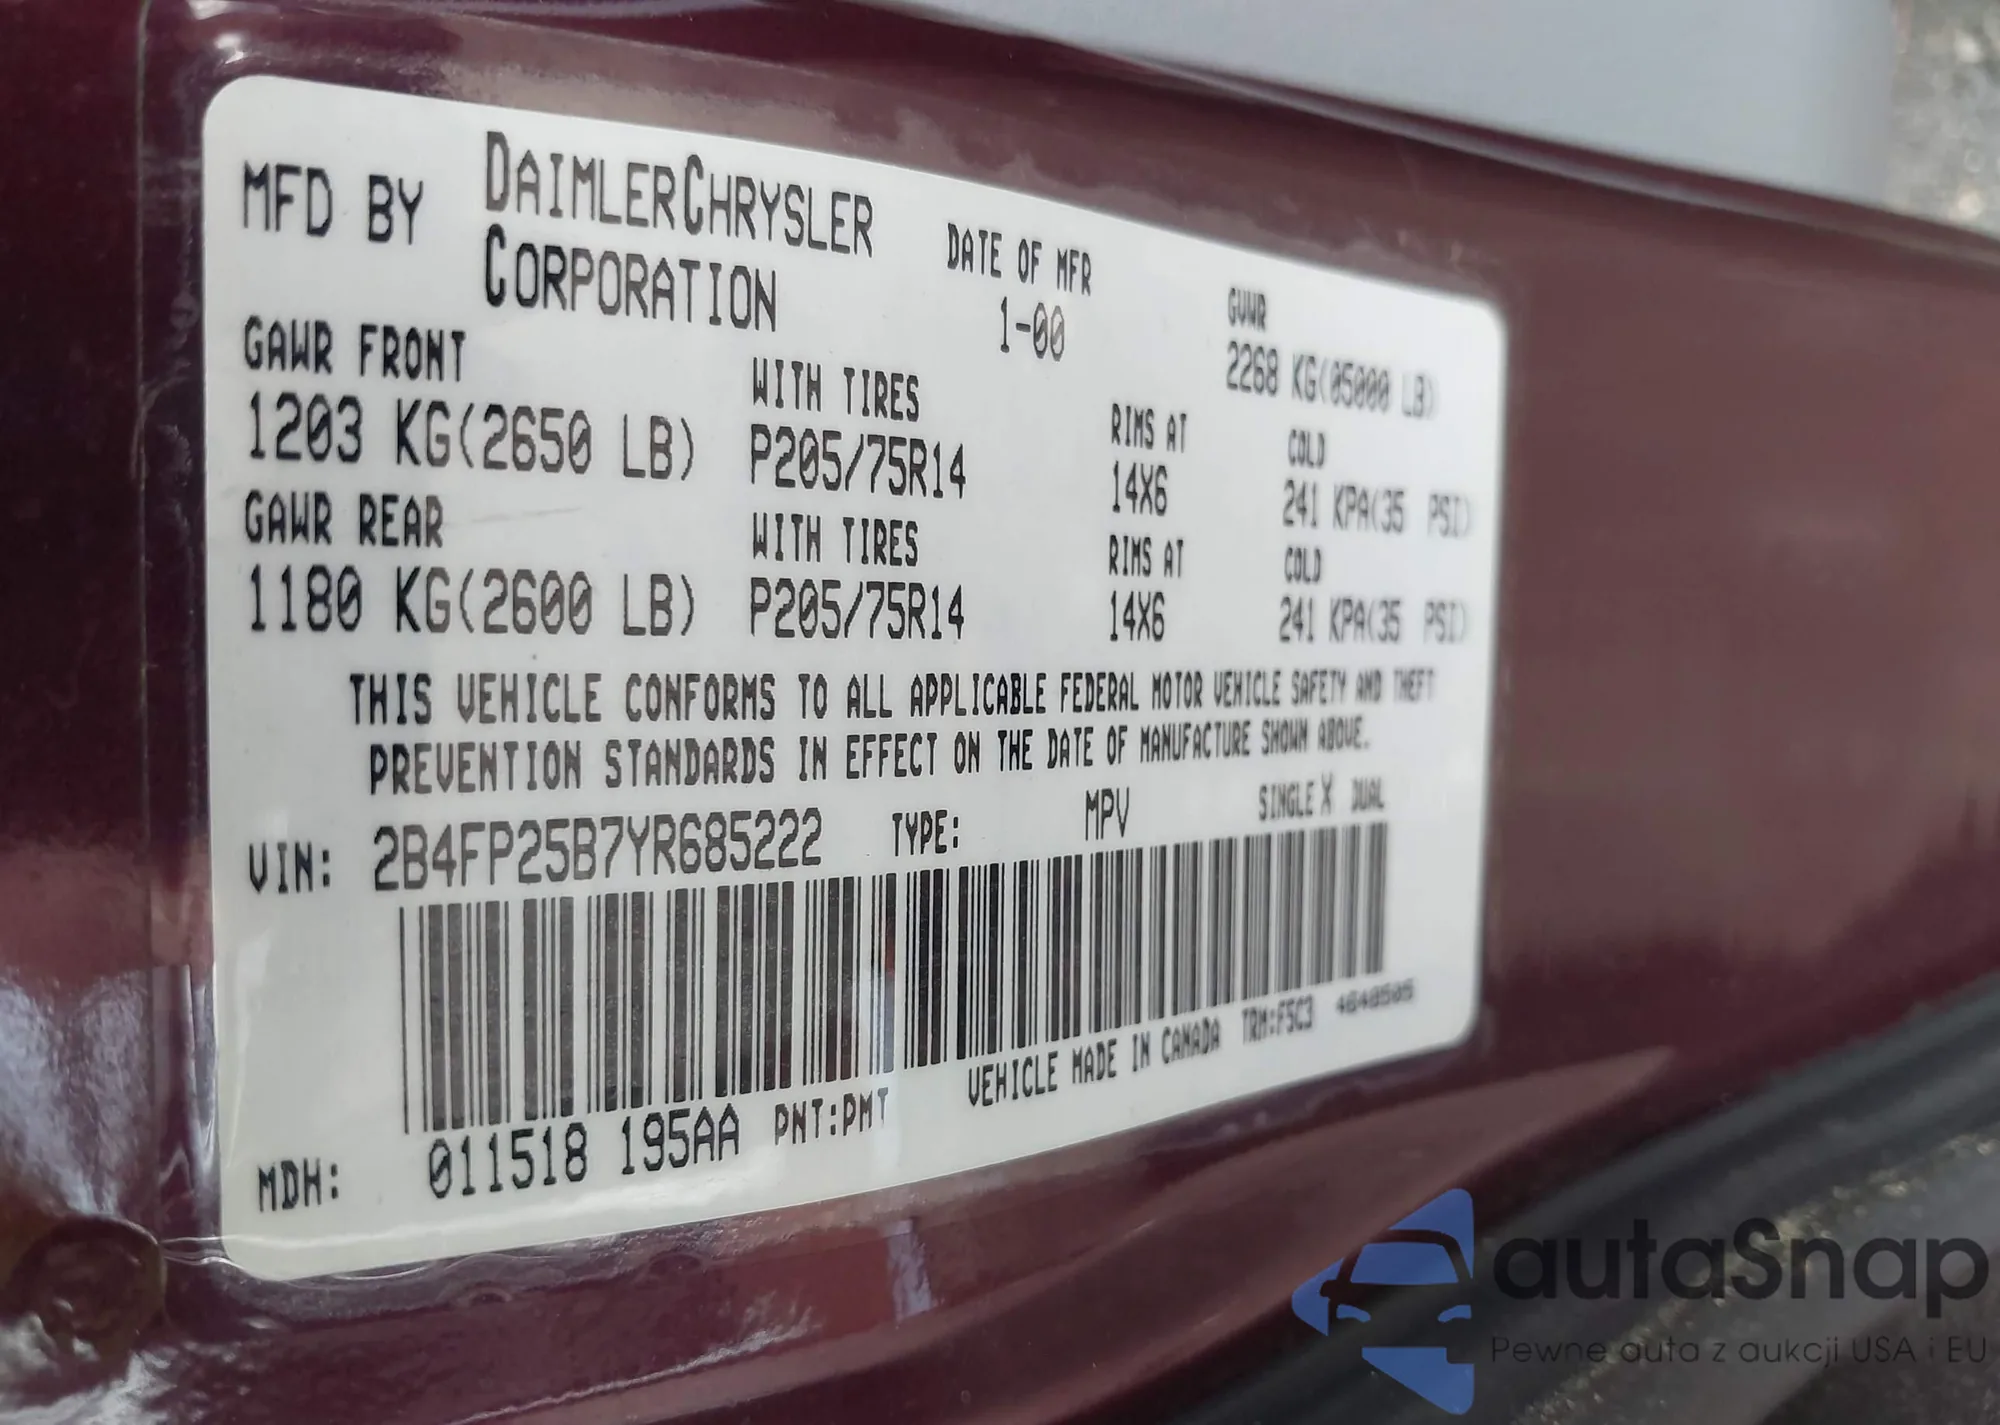 MFD BY DAIMLERCHRYSLER CORPORATION
DATE OF MFR 1-00
GVWR 2268 KG(05000 LB)
GAWR FRONT WITH TIRES RIMS AT COLD
1203 KG(2650 LB) P205/75R14 14X6 241 KPA(35 PSI)
GAWR REAR WITH TIRES RIMS AT COLD
1180 KG(2600 LB) P205/75R14 14X6 241 KPA(35 PSI)
THIS VEHICLE CONFORMS TO ALL APPLICABLE FEDERAL MOTOR VEHICLE SAFETY AND THEFT
PREVENTION STANDARDS IN EFFECT ON THE DATE OF MANUFACTURE SHOWN ABOVE.
VIN: 2B4FP25B7YR685222 TYPE: MPV SINGLE X DUAL
MDH: 011518 195AA PNT:PMT VEHICLE MADE IN CANADA TRM:F5C3 4640505
autaSnap
Pewne auta z aukcji USA i EU